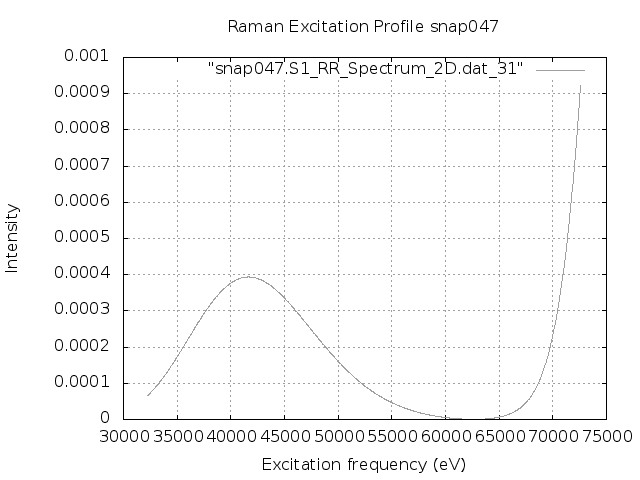 Raman Excitation Profile snap047
"snap047.S1_RR_Spectrum_2D.dat_31"
0.001
0.0009
0.0008
0.0007
0.0006
0.0005
0.0004
0.0003
0.0002
0.0001
0
Intensity
30000 35000 40000 45000 50000 55000 60000 65000 70000 75000
Excitation frequency (eV)